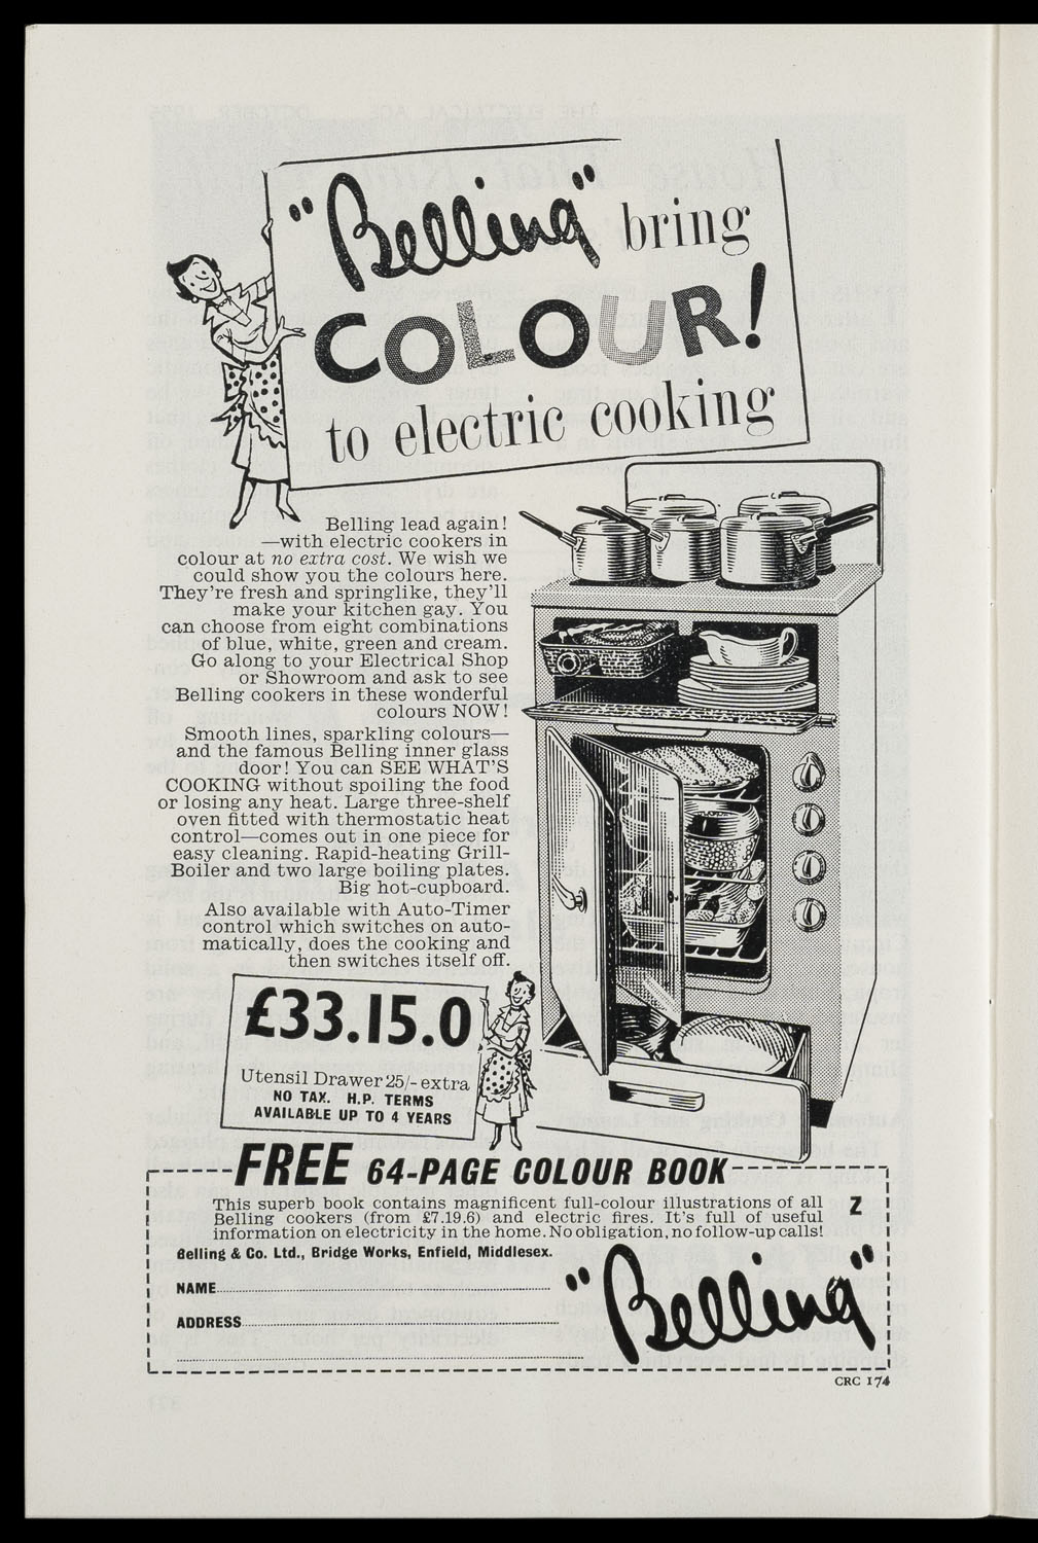 "Belling" bring
COLOUR!
to electric cooking
Belling lead again!
—with electric cookers in
colour at no extra cost. We wish we
could show you the colours here.
They're fresh and springlike, they'll
make your kitchen gay. You
can choose from eight combinations
of blue, white, green and cream.
Go along to your Electrical Shop
or Showroom and ask to see
Belling cookers in these wonderful
colours NOW!
Smooth lines, sparkling colours—
and the famous Belling inner glass
door! You can SEE WHAT'S
COOKING without spoiling the food
or losing any heat. Large three-shelf
oven fitted with thermostatic heat
control—comes out in one piece for
easy cleaning. Rapid-heating Grill-
Boiler and two large boiling plates.
Big hot-cupboard.
Also available with Auto-Timer
control which switches on auto-
matically, does the cooking and
then switches itself off.
£33.15.0
Utensil Drawer 25/- extra
NO TAX. H.P. TERMS
AVAILABLE UP TO 4 YEARS
FREE 64-PAGE COLOUR BOOK
This superb book contains magnificent full-colour illustrations of all
Belling cookers (from £7.19.6) and electric fires. It's full of useful
information on electricity in the home. No obligation, no follow-up calls!
Z
Belling & Co. Ltd., Bridge Works, Enfield, Middlesex.
NAME
ADDRESS
"Belling"
CRC 174